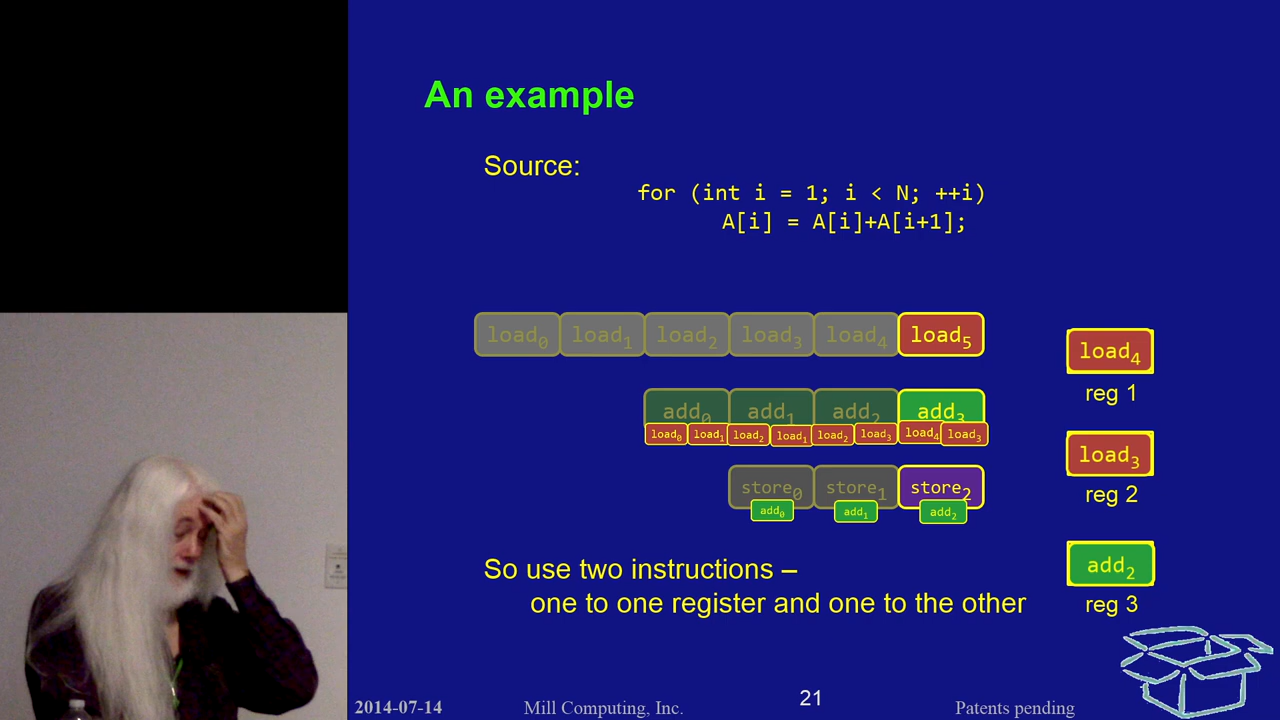 An example
Source:
for (int i = 1; i < N; ++i)
A[i] = A[i]+A[i+1];
load₀ load₁ load₂ load₃ load₄ load₅
load₄
reg 1
add₀ add₁ add₂ add₃
load₀ load₁ load₂ load₁ load₂ load₃ load₄ load₃
load₃
reg 2
store₀ store₁ store₂
add₀ add₁ add₂
add₂
reg 3
So use two instructions –
one to one register and one to the other
2014-07-14 Mill Computing, Inc. 21 Patents pending